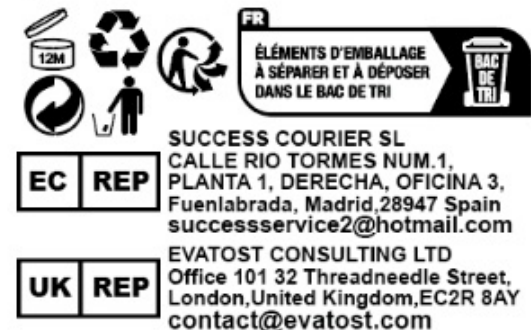 12M
FR
ÉLÉMENTS D'EMBALLAGE
À SÉPARER ET À DÉPOSER
DANS LE BAC DE TRI
BAC
DE
TRI
EC REP
SUCCESS COURIER SL
CALLE RIO TORMES NUM.1,
PLANTA 1, DERECHA, OFICINA 3,
Fuenlabrada, Madrid,28947 Spain
successservice2@hotmail.com
UK REP
EVATOST CONSULTING LTD
Office 101 32 Threadneedle Street,
London,United Kingdom,EC2R 8AY
contact@evatost.com